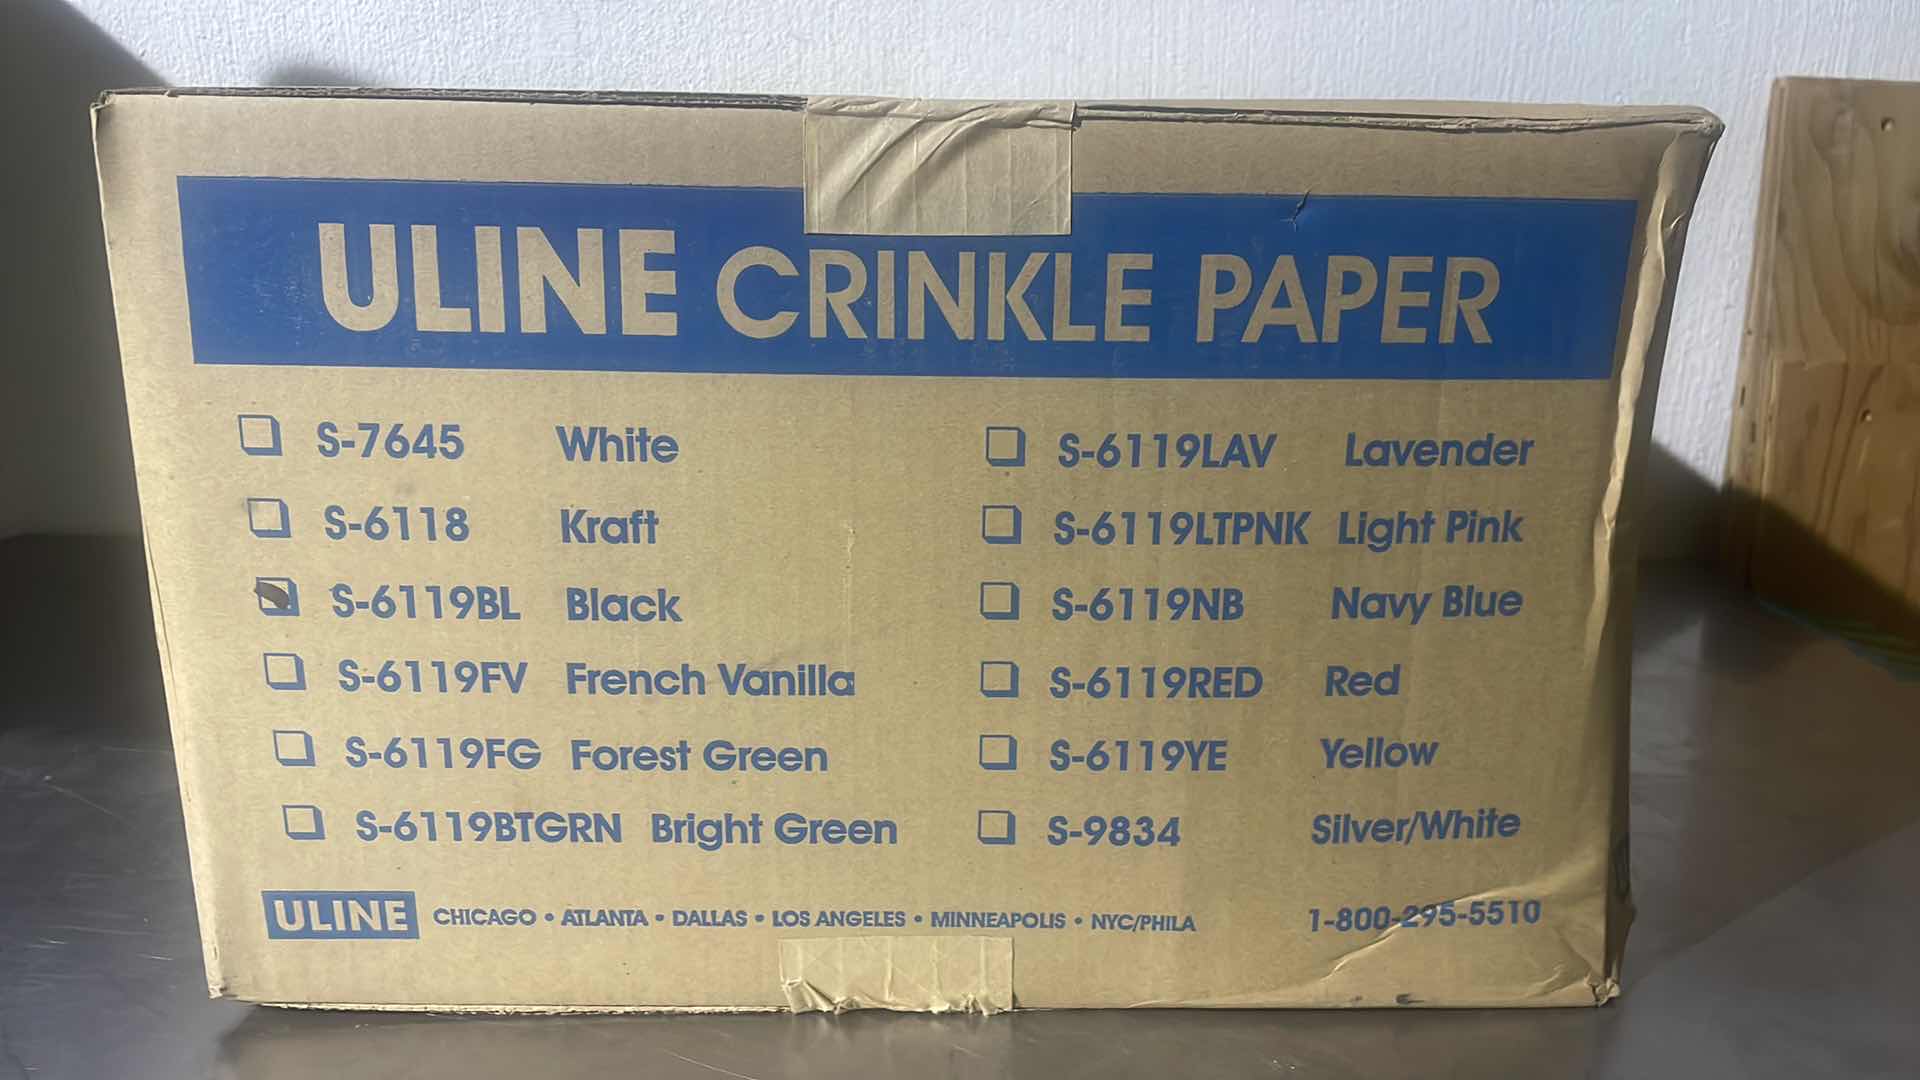 ULINE CRINKLE PAPER
S-7645 White
S-6118 Kraft
S-6119BL Black
S-6119FV French Vanilla
S-6119FG Forest Green
S-6119BTGRN Bright Green
S-6119LAV Lavender
S-6119LTPNK Light Pink
S-6119NB Navy Blue
S-6119RED Red
S-6119YE Yellow
S-9834 Silver/White
ULINE CHICAGO • ATLANTA • DALLAS • LOS ANGELES • MINNEAPOLIS • NYC/PHILA 1-800-295-5510